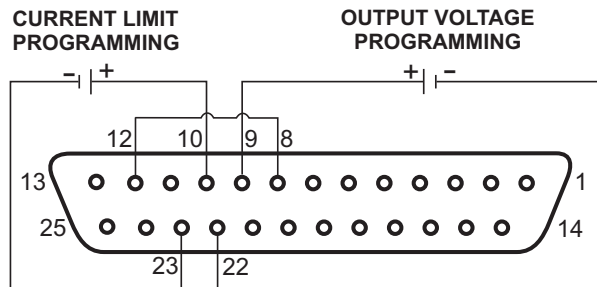 CURRENT LIMIT
PROGRAMMING
OUTPUT VOLTAGE
PROGRAMMING
– +
+ –
12 10 9 8
13 1
25 14
23 22